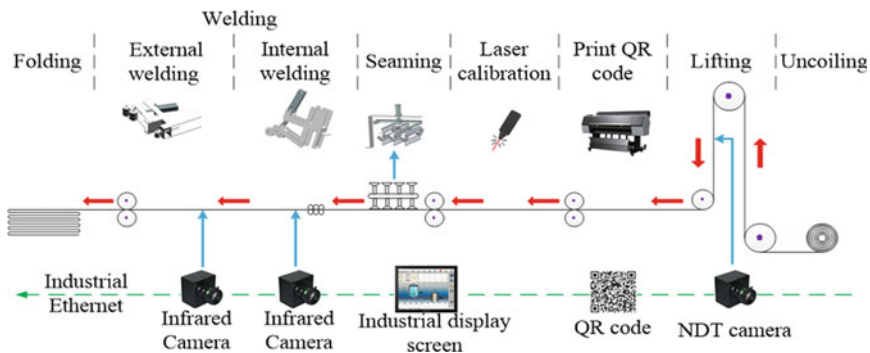 Welding
Folding
External
welding
Internal
welding
Seaming
Laser
calibration
Print QR
code
Lifting
Uncoiling
Industrial
Ethernet
Infrared
Camera
Infrared
Camera
Industrial display
screen
QR code
NDT camera